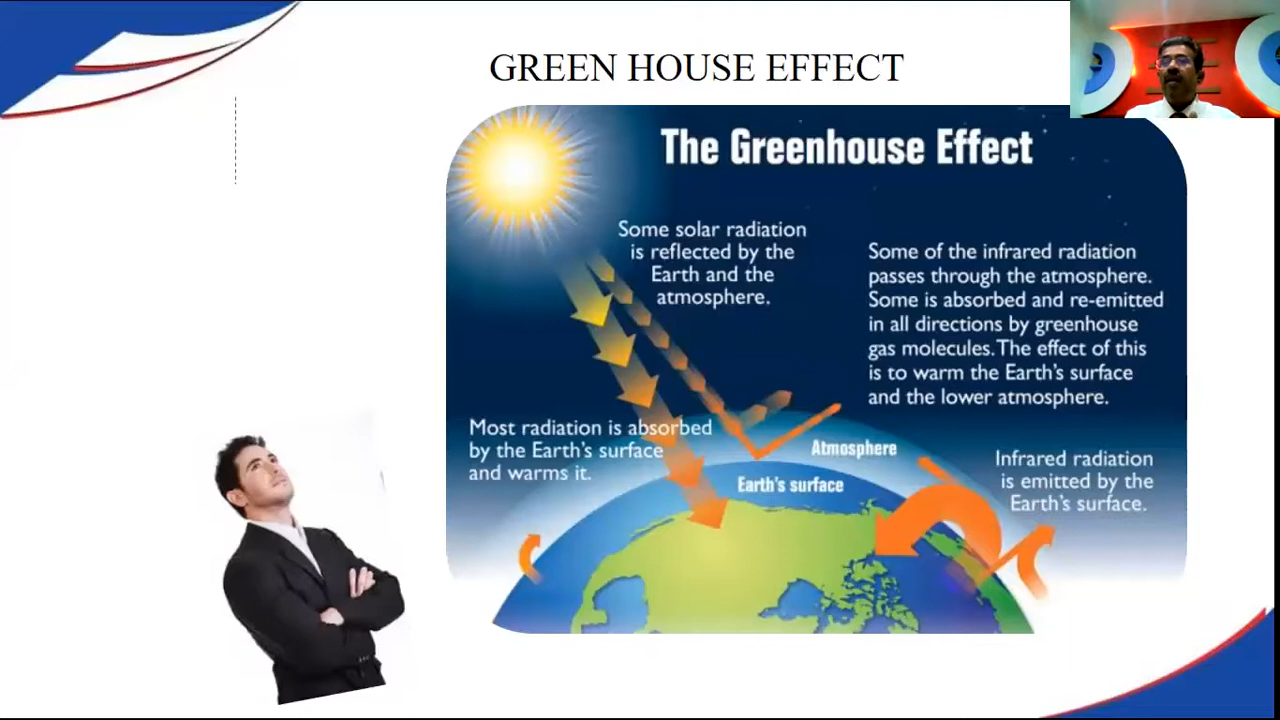 GREEN HOUSE EFFECT
The Greenhouse Effect
Some solar radiation
is reflected by the
Earth and the
atmosphere.
Some of the infrared radiation
passes through the atmosphere.
Some is absorbed and re-emitted
in all directions by greenhouse
gas molecules. The effect of this
is to warm the Earth's surface
and the lower atmosphere.
Most radiation is absorbed
by the Earth's surface
and warms it.
Atmosphere
Earth's surface
Infrared radiation
is emitted by the
Earth's surface.